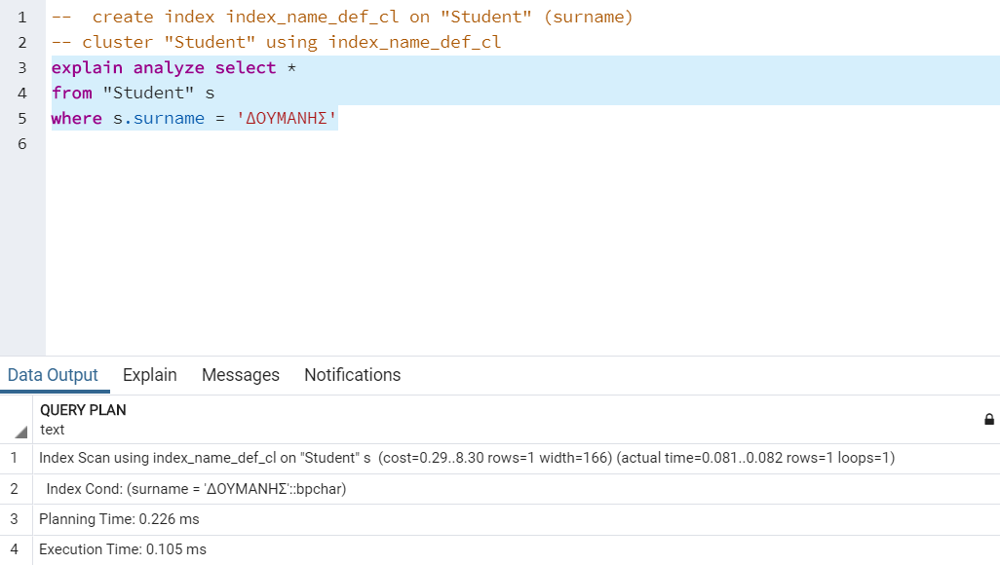 1 --  create index index_name_def_cl on "Student" (surname)
2 -- cluster "Student" using index_name_def_cl
3 explain analyze select *
4 from "Student" s
5 where s.surname = 'ΔΟΥΜΑΝΗΣ'
6
Data Output Explain Messages Notifications
QUERY PLAN
text
1 Index Scan using index_name_def_cl on "Student" s  (cost=0.29..8.30 rows=1 width=166) (actual time=0.081..0.082 rows=1 loops=1)
2 Index Cond: (surname = 'ΔΟΥΜΑΝΗΣ'::bpchar)
3 Planning Time: 0.226 ms
4 Execution Time: 0.105 ms